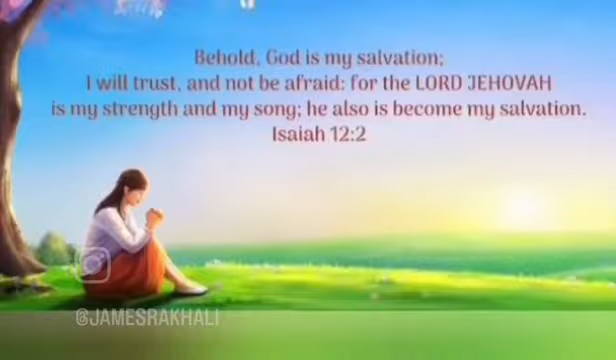 Behold, God is my salvation;
I will trust, and not be afraid: for the LORD JEHOVAH
is my strength and my song; he also is become my salvation.
Isaiah 12:2
@JAMESRAKHALI